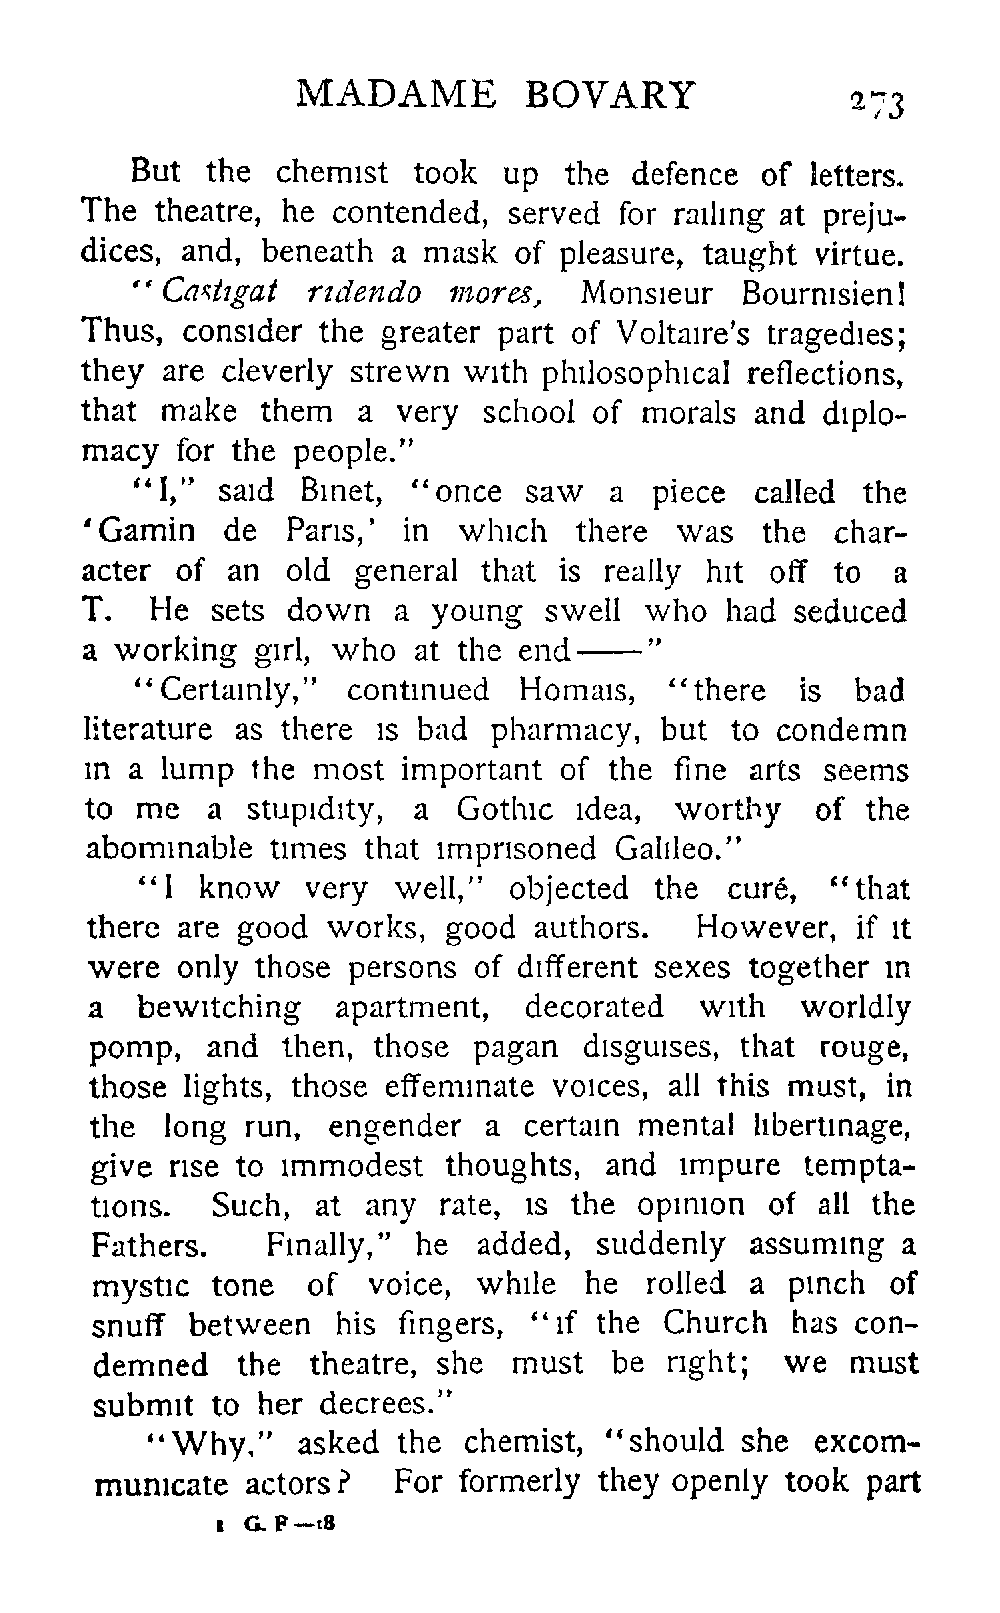 MADAME BOVARY 273
But the chemist took up the defence of letters.
The theatre, he contended, served for railing at preju-
dices, and, beneath a mask of pleasure, taught virtue.
"Castigat ridendo mores, Monsieur Bournisien!
Thus, consider the greater part of Voltaire's tragedies;
they are cleverly strewn with philosophical reflections,
that make them a very school of morals and diplo-
macy for the people."
"I," said Binet, "once saw a piece called the
'Gamin de Paris,' in which there was the char-
acter of an old general that is really hit off to a
T. He sets down a young swell who had seduced
a working girl, who at the end——"
"Certainly," continued Homais, "there is bad
literature as there is bad pharmacy, but to condemn
in a lump the most important of the fine arts seems
to me a stupidity, a Gothic idea, worthy of the
abominable times that imprisoned Galileo."
"I know very well," objected the curé, "that
there are good works, good authors. However, if it
were only those persons of different sexes together in
a bewitching apartment, decorated with worldly
pomp, and then, those pagan disguises, that rouge,
those lights, those effeminate voices, all this must, in
the long run, engender a certain mental libertinage,
give rise to immodest thoughts, and impure tempta-
tions. Such, at any rate, is the opinion of all the
Fathers. Finally," he added, suddenly assuming a
mystic tone of voice, while he rolled a pinch of
snuff between his fingers, "if the Church has con-
demned the theatre, she must be right; we must
submit to her decrees."
"Why," asked the chemist, "should she excom-
municate actors? For formerly they openly took part
1 G. F—18